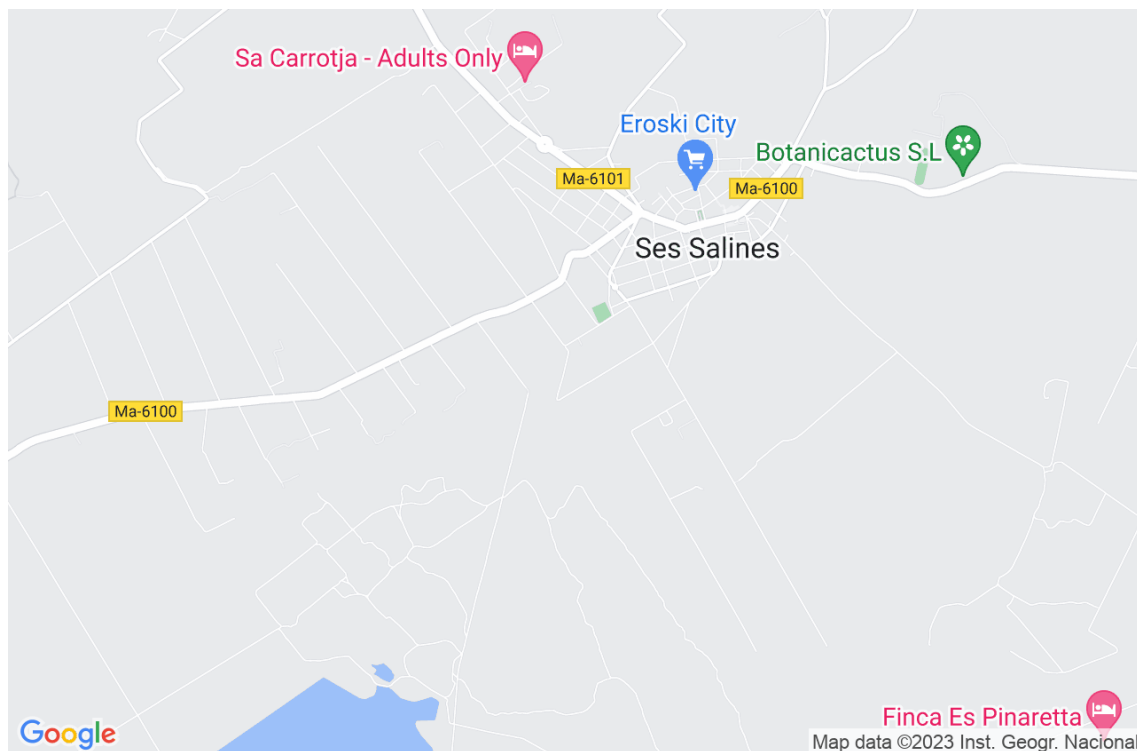 Sa Carrotja - Adults Only
Eroski City
Botanicactus S.L
Ma-6101
Ma-6100
Ses Salines
Ma-6100
Finca Es Pinaretta
Google
Map data ©2023 Inst. Geogr. Nacional